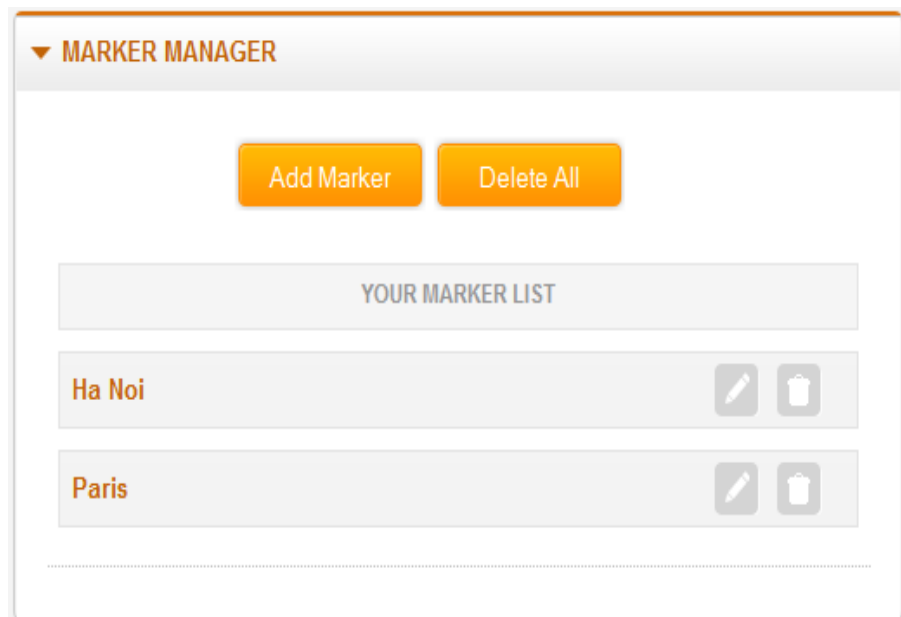 MARKER MANAGER
Add Marker Delete All
YOUR MARKER LIST
Ha Noi
Paris